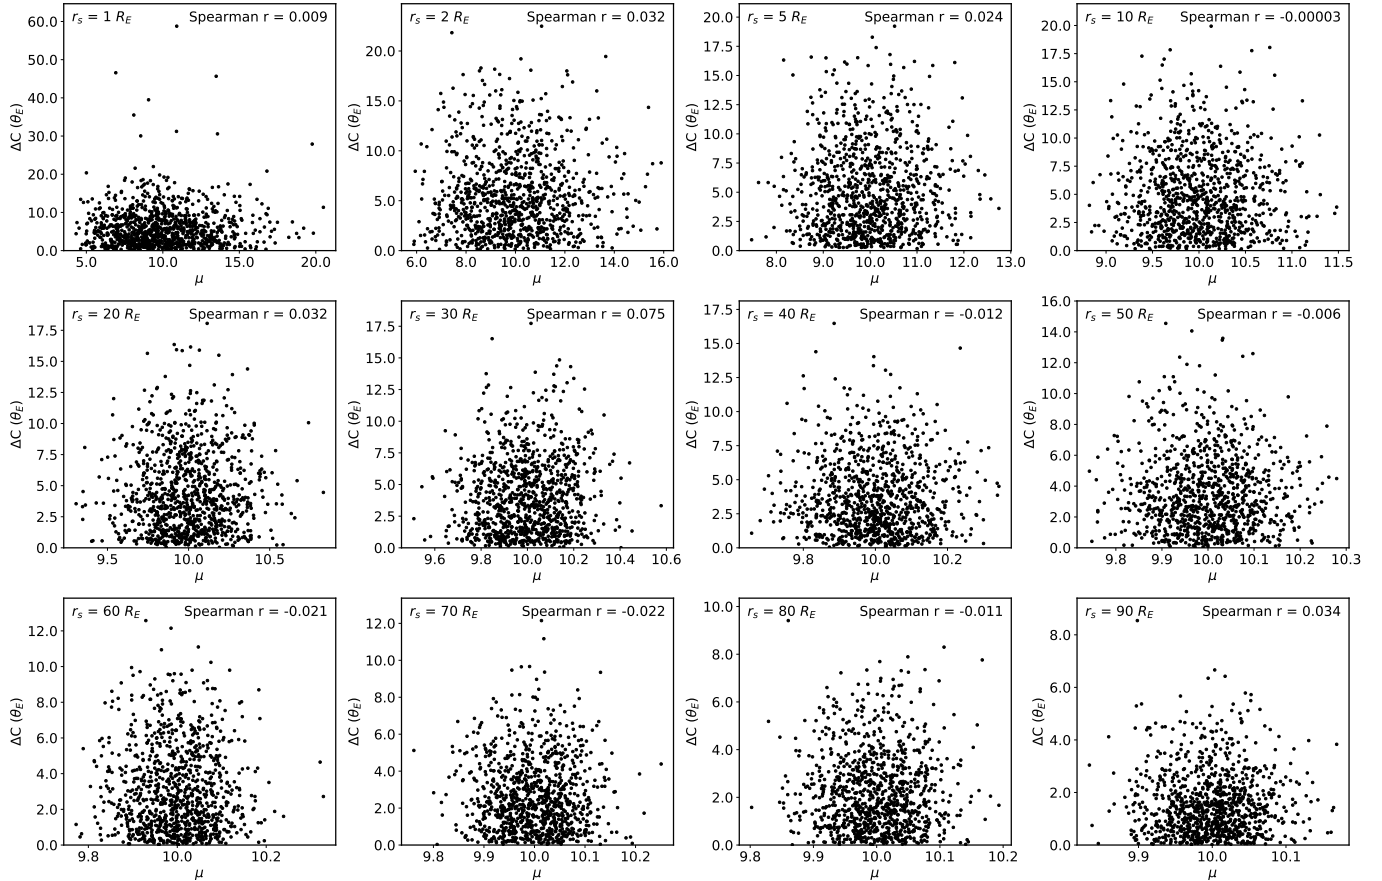 r_s = 1 R_E Spearman r = 0.009
60.0
50.0
40.0
30.0
20.0
10.0
0.0
ΔC (θ_E)
5.0 10.0 15.0 20.0
μ
r_s = 2 R_E Spearman r = 0.032
20.0
15.0
10.0
5.0
0.0
ΔC (θ_E)
6.0 8.0 10.0 12.0 14.0 16.0
μ
r_s = 5 R_E Spearman r = 0.024
20.0
17.5
15.0
12.5
10.0
7.5
5.0
2.5
0.0
ΔC (θ_E)
8.0 9.0 10.0 11.0 12.0 13.0
μ
r_s = 10 R_E Spearman r = -0.00003
20.0
17.5
15.0
12.5
10.0
7.5
5.0
2.5
0.0
ΔC (θ_E)
9.0 9.5 10.0 10.5 11.0 11.5
μ
r_s = 20 R_E Spearman r = 0.032
17.5
15.0
12.5
10.0
7.5
5.0
2.5
0.0
ΔC (θ_E)
9.5 10.0 10.5
μ
r_s = 30 R_E Spearman r = 0.075
17.5
15.0
12.5
10.0
7.5
5.0
2.5
0.0
ΔC (θ_E)
9.6 9.8 10.0 10.2 10.4 10.6
μ
r_s = 40 R_E Spearman r = -0.012
17.5
15.0
12.5
10.0
7.5
5.0
2.5
0.0
ΔC (θ_E)
9.8 10.0 10.2
μ
r_s = 50 R_E Spearman r = -0.006
16.0
14.0
12.0
10.0
8.0
6.0
4.0
2.0
0.0
ΔC (θ_E)
9.8 9.9 10.0 10.1 10.2 10.3
μ
r_s = 60 R_E Spearman r = -0.021
12.0
10.0
8.0
6.0
4.0
2.0
0.0
ΔC (θ_E)
9.8 10.0 10.2
μ
r_s = 70 R_E Spearman r = -0.022
12.0
10.0
8.0
6.0
4.0
2.0
0.0
ΔC (θ_E)
9.8 9.9 10.0 10.1 10.2
μ
r_s = 80 R_E Spearman r = -0.011
10.0
8.0
6.0
4.0
2.0
0.0
ΔC (θ_E)
9.8 9.9 10.0 10.1 10.2
μ
r_s = 90 R_E Spearman r = 0.034
8.0
6.0
4.0
2.0
0.0
ΔC (θ_E)
9.9 10.0 10.1
μ